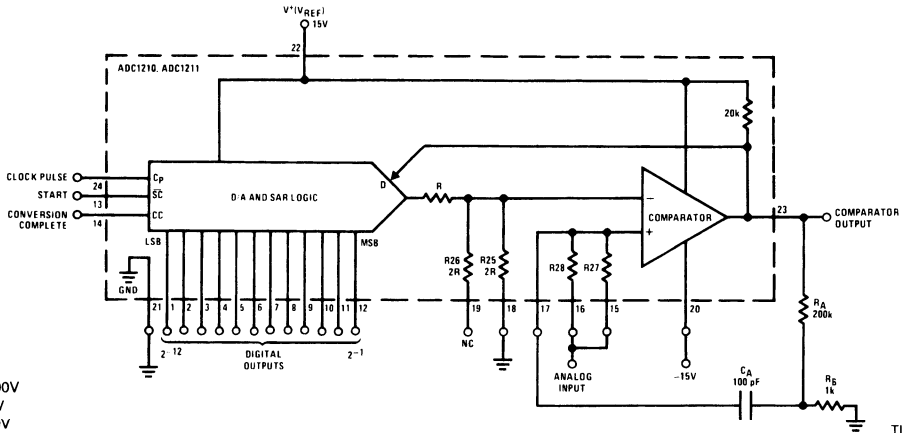 V+(VREF)
15V
22
ADC1210, ADC1211
20k
CLOCK PULSE
24
CP
START
13
SC
CONVERSION
COMPLETE
14
CC
D/A AND SAR LOGIC
D
R
LSB
MSB
COMPARATOR
−
+
23
COMPARATOR
OUTPUT
R26
2R
R25
2R
R28
R27
GND
21
1
2
3
4
5
6
7
8
9
10
11
12
19
18
17
16
15
20
RA
200k
2-12
DIGITAL
OUTPUTS
2-1
NC
ANALOG
INPUT
−15V
CA
100 pF
RB
1k
00V
V
V
TL